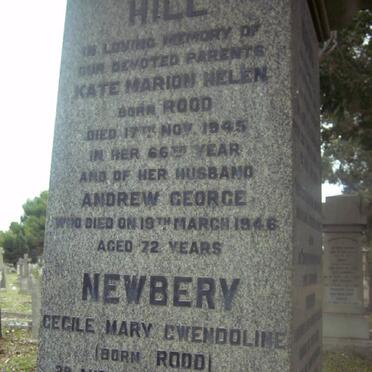 HILL
IN LOVING MEMORY OF
OUR DEVOTED PARENTS
KATE MARION HELEN
BORN ROOD
DIED 17TH NOV. 1945
IN HER 66TH YEAR
AND OF HER HUSBAND
ANDREW GEORGE
WHO DIED ON 19TH MARCH 1946
AGED 72 YEARS
NEWBERY
CECILE MARY GWENDOLINE
(BORN ROOD)